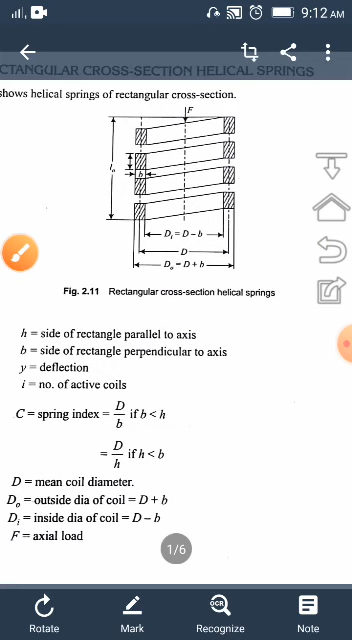 9:12 AM
CTANGULAR CROSS-SECTION HELICAL SPRINGS
shows helical springs of rectangular cross-section.
F
l₀
b
Dᵢ = D – b
D
Dₒ = D + b
Fig. 2.11 Rectangular cross-section helical springs
h = side of rectangle parallel to axis
b = side of rectangle perpendicular to axis
y = deflection
i = no. of active coils
C = spring index = D/b if b < h
= D/h if h < b
D = mean coil diameter.
Dₒ = outside dia of coil = D + b
Dᵢ = inside dia of coil = D – b
F = axial load
1/6
OCR
Rotate Mark Recognize Note